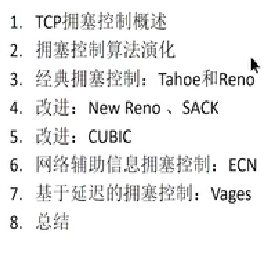 1. TCP拥塞控制概述
2. 拥塞控制算法演化
3. 经典拥塞控制：Tahoe和Reno
4. 改进：New Reno 、SACK
5. 改进：CUBIC
6. 网络辅助信息拥塞控制：ECN
7. 基于延迟的拥塞控制：Vages
8. 总结